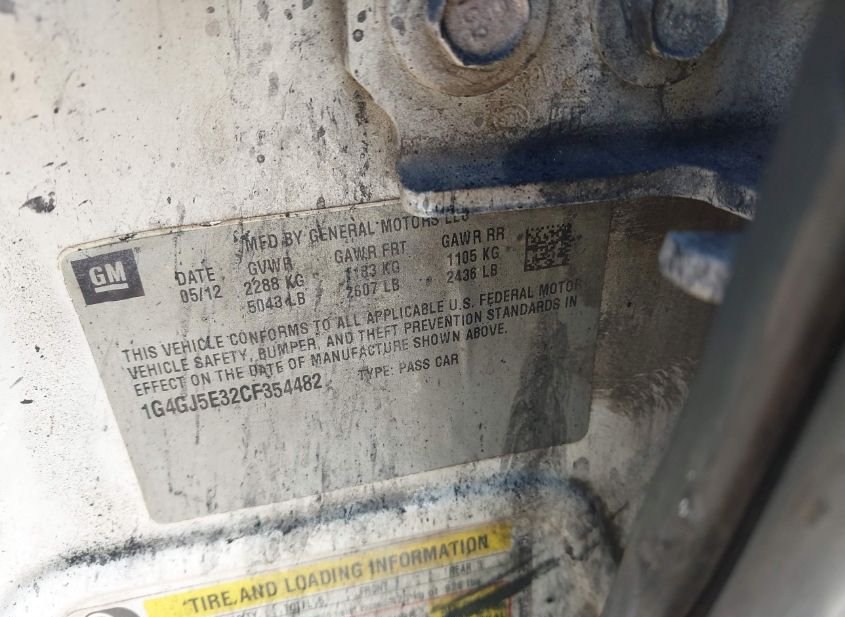 MFD BY GENERAL MOTORS LLC
GM
DATE GVWR GAWR FRT GAWR RR
05/12 2288 KG 1183 KG 1105 KG
5043 LB 2607 LB 2436 LB
THIS VEHICLE CONFORMS TO ALL APPLICABLE U.S. FEDERAL MOTOR
VEHICLE SAFETY, BUMPER, AND THEFT PREVENTION STANDARDS IN
EFFECT ON THE DATE OF MANUFACTURE SHOWN ABOVE.
1G4GJ5E32CF354482 TYPE: PASS CAR
TIRE AND LOADING INFORMATION
FRONT REAR